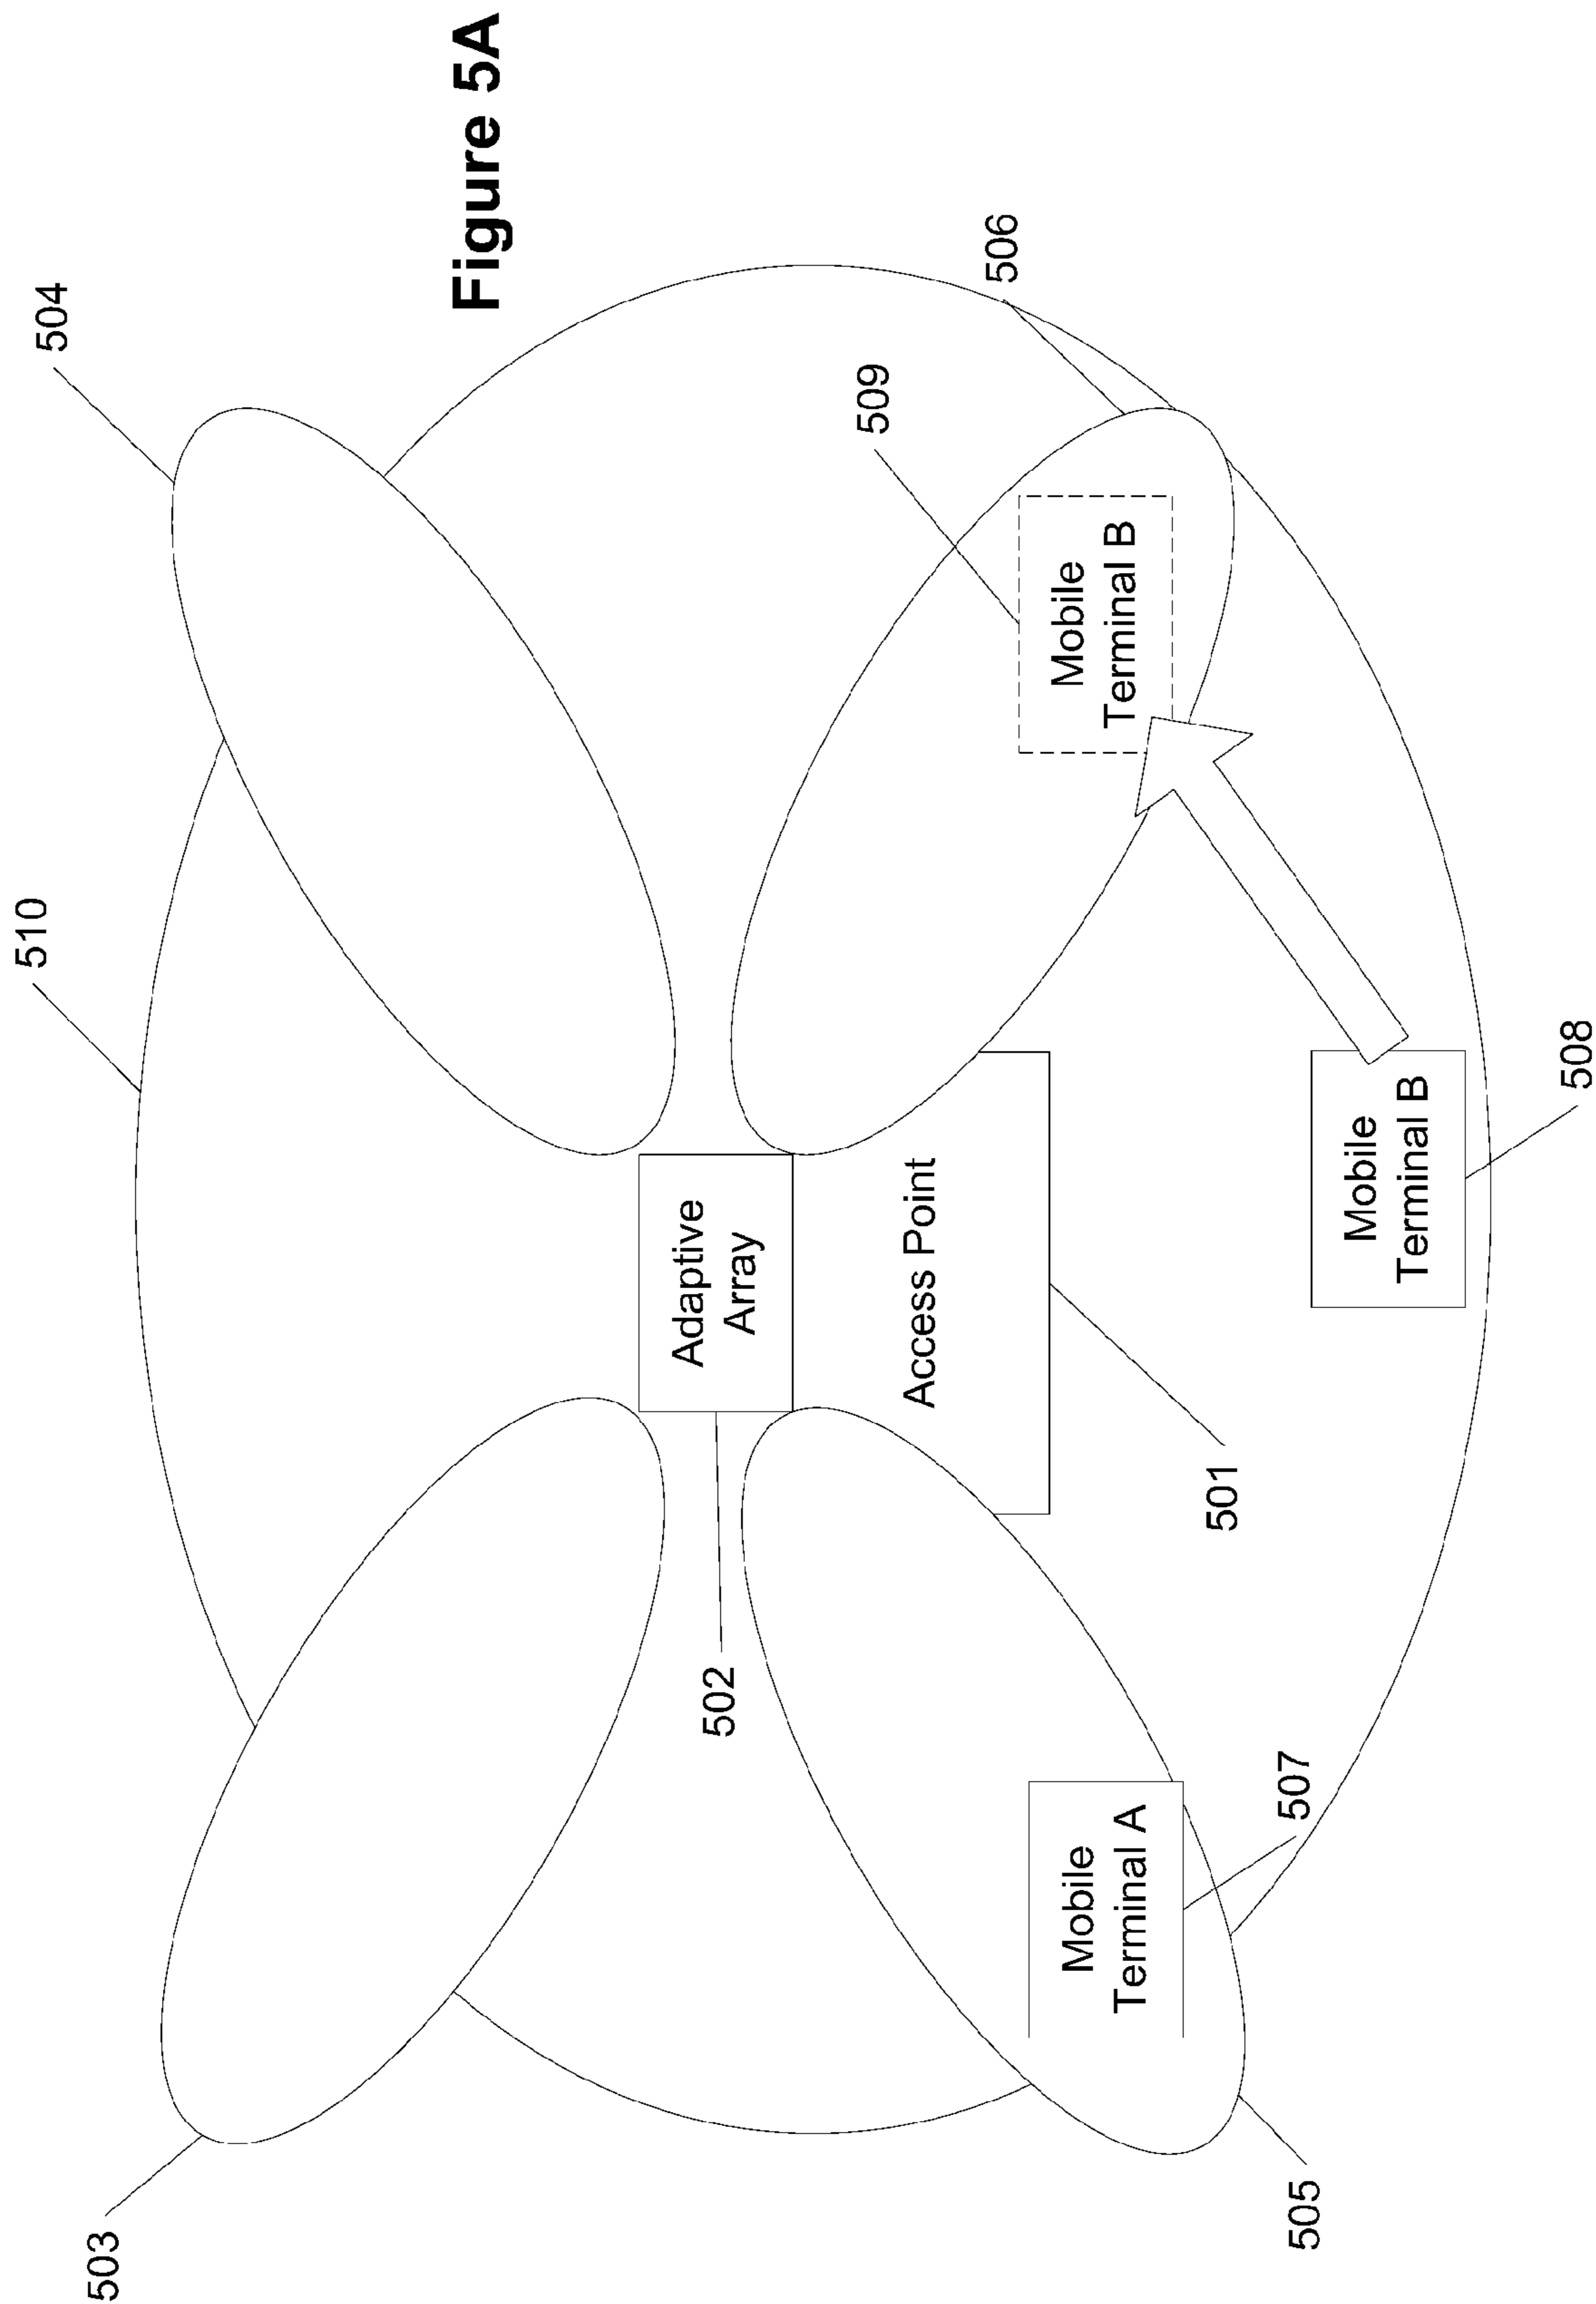 Figure 5A
510
504
503
502
Adaptive
Array
Access Point
509
506
Mobile
Terminal B
501
Mobile
Terminal A
507
505
Mobile
Terminal B
508